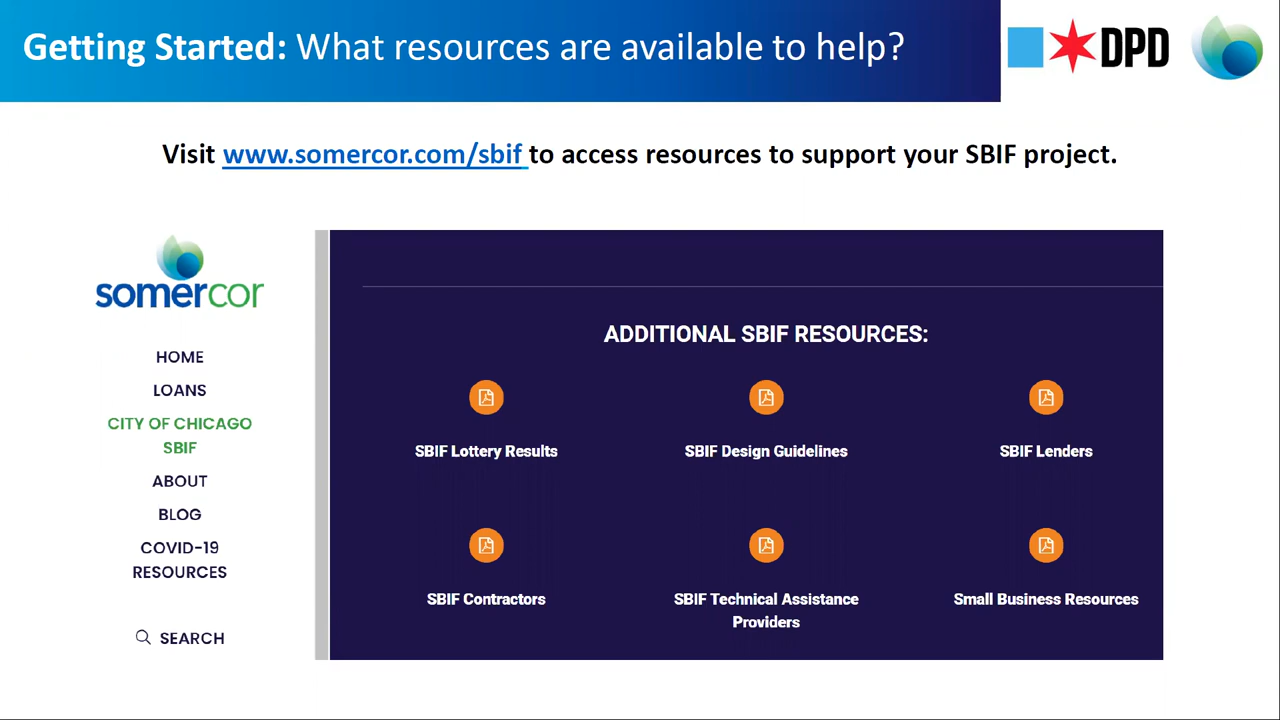 Getting Started: What resources are available to help?
DPD
Visit www.somercor.com/sbif to access resources to support your SBIF project.
somercor
HOME
LOANS
CITY OF CHICAGO
SBIF
ABOUT
BLOG
COVID-19
RESOURCES
SEARCH
ADDITIONAL SBIF RESOURCES:
SBIF Lottery Results
SBIF Design Guidelines
SBIF Lenders
SBIF Contractors
SBIF Technical Assistance
Providers
Small Business Resources